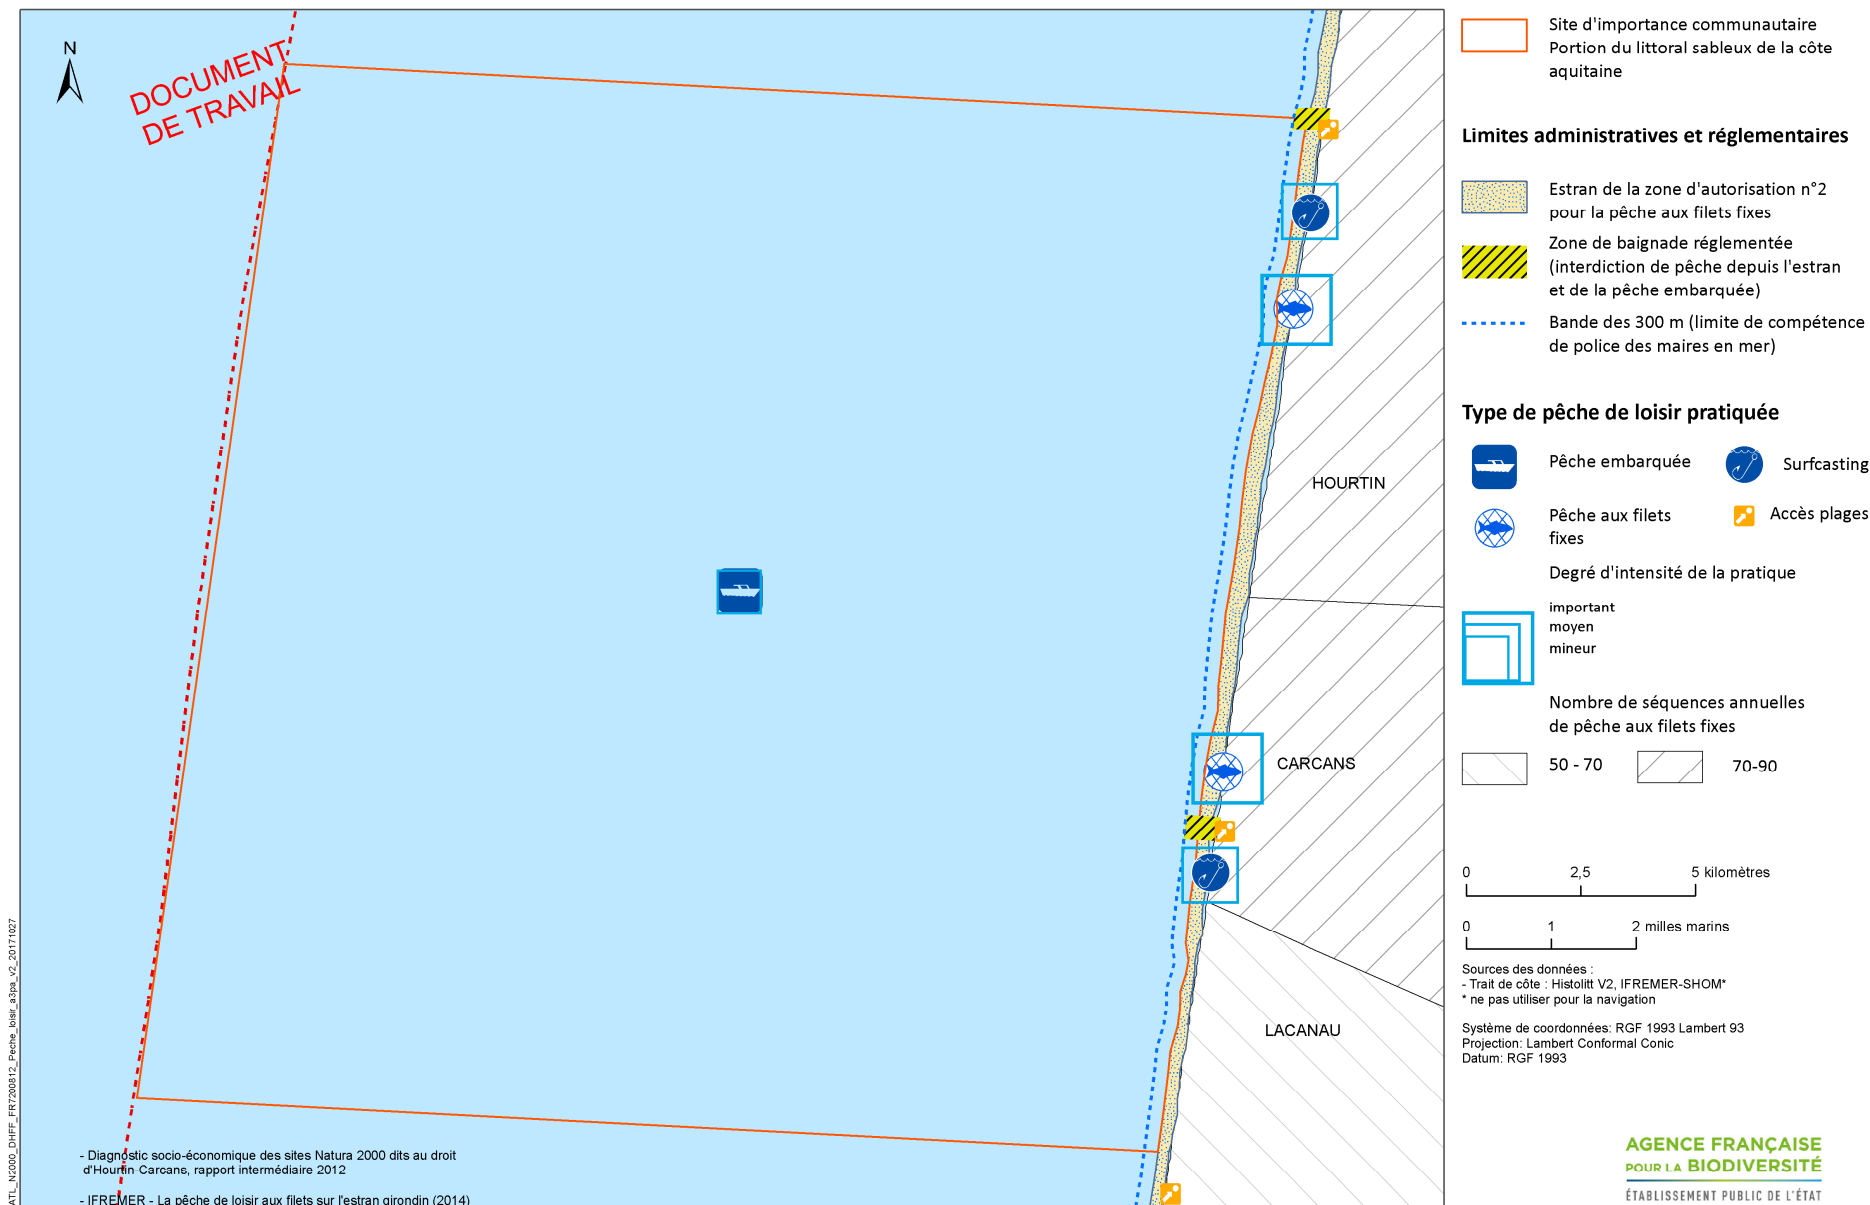 N
DOCUMENT
DE TRAVAIL
HOURTIN
CARCANS
LACANAU
- Diagnostic socio-économique des sites Natura 2000 dits au droit
d'Hourtin Carcans, rapport intermédiaire 2012
- IFREMER - La pêche de loisir aux filets sur l'estran girondin (2014)
ATL_N2000_DHFF_FR7200812_Peche_loisir_a3pa_v2_20171027
Site d'importance communautaire
Portion du littoral sableux de la côte
aquitaine
Limites administratives et réglementaires
Estran de la zone d'autorisation n°2
pour la pêche aux filets fixes
Zone de baignade réglementée
(interdiction de pêche depuis l'estran
et de la pêche embarquée)
Bande des 300 m (limite de compétence
de police des maires en mer)
Type de pêche de loisir pratiquée
Pêche embarquée
Surfcasting
Pêche aux filets
fixes
Accès plages
Degré d'intensité de la pratique
important
moyen
mineur
Nombre de séquences annuelles
de pêche aux filets fixes
50 - 70
70-90
0 2,5 5 kilomètres
0 1 2 milles marins
Sources des données :
- Trait de côte : Histolitt V2, IFREMER-SHOM*
* ne pas utiliser pour la navigation
Système de coordonnées: RGF 1993 Lambert 93
Projection: Lambert Conformal Conic
Datum: RGF 1993
AGENCE FRANÇAISE
POUR LA BIODIVERSITÉ
ÉTABLISSEMENT PUBLIC DE L'ÉTAT